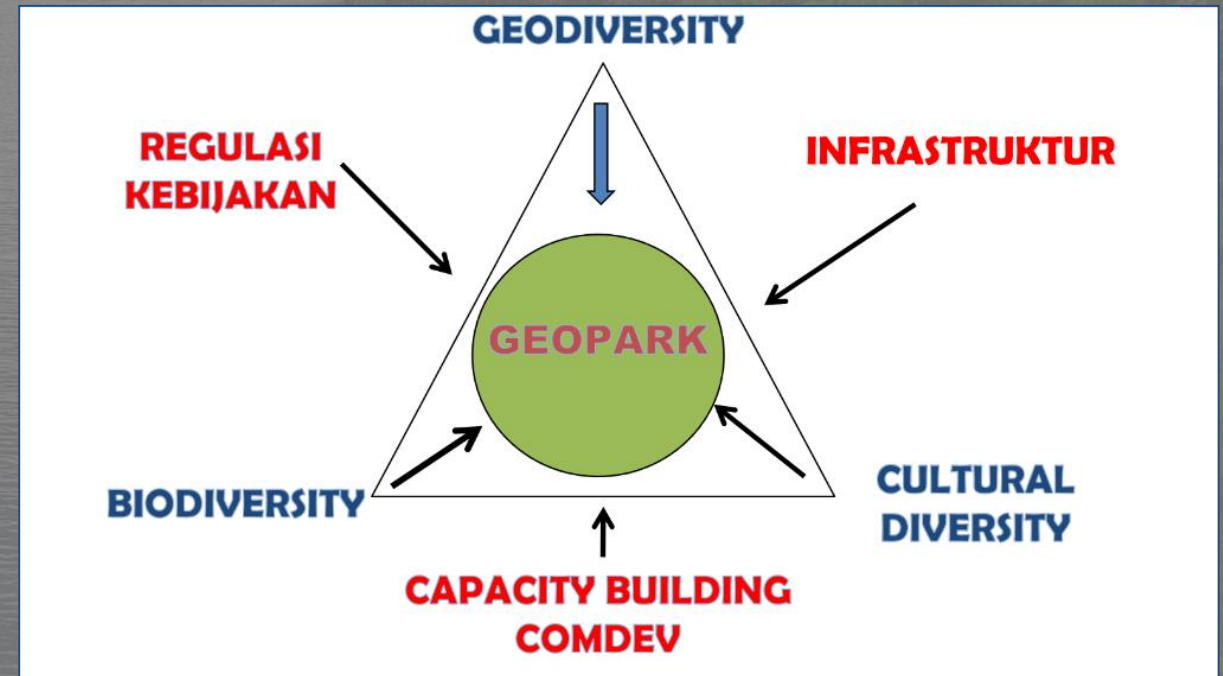 GEODIVERSITY
REGULASI
KEBIJAKAN
INFRASTRUKTUR
GEOPARK
BIODIVERSITY
CULTURAL
DIVERSITY
CAPACITY BUILDING
COMDEV